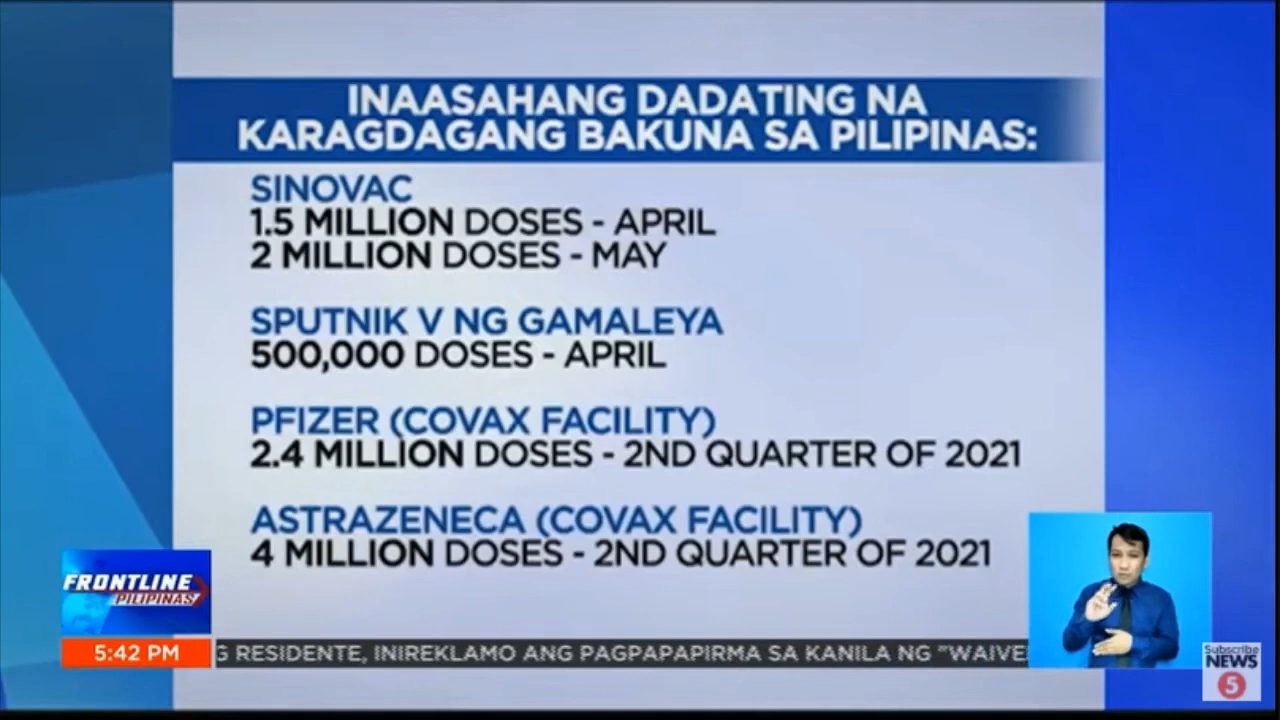 INAASAHANG DADATING NA
KARAGDAGANG BAKUNA SA PILIPINAS:
SINOVAC
1.5 MILLION DOSES - APRIL
2 MILLION DOSES - MAY
SPUTNIK V NG GAMALEYA
500,000 DOSES - APRIL
PFIZER (COVAX FACILITY)
2.4 MILLION DOSES - 2ND QUARTER OF 2021
ASTRAZENECA (COVAX FACILITY)
4 MILLION DOSES - 2ND QUARTER OF 2021
FRONTLINE
PILIPINAS
5:42 PM
G RESIDENTE, INIREKLAMO ANG PAGPAPAPIRMA SA KANILA NG "WAIVE
Subscribe
NEWS
5